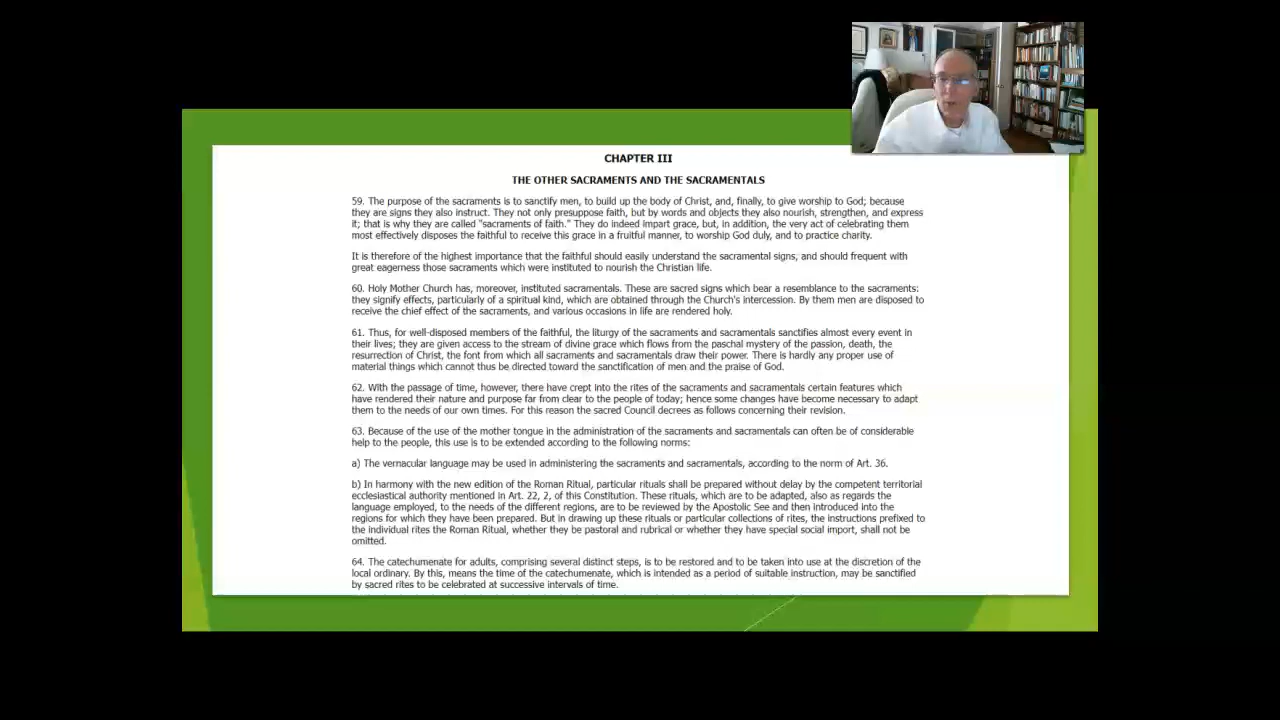 CHAPTER III
THE OTHER SACRAMENTS AND THE SACRAMENTALS
59. The purpose of the sacraments is to sanctify men, to build up the body of Christ, and, finally, to give worship to God; because
they are signs they also instruct. They not only presuppose faith, but by words and objects they also nourish, strengthen, and express
it; that is why they are called "sacraments of faith." They do indeed impart grace, but, in addition, the very act of celebrating them
most effectively disposes the faithful to receive this grace in a fruitful manner, to worship God duly, and to practice charity.
It is therefore of the highest importance that the faithful should easily understand the sacramental signs, and should frequent with
great eagerness those sacraments which were instituted to nourish the Christian life.
60. Holy Mother Church has, moreover, instituted sacramentals. These are sacred signs which bear a resemblance to the sacraments:
they signify effects, particularly of a spiritual kind, which are obtained through the Church's intercession. By them men are disposed to
receive the chief effect of the sacraments, and various occasions in life are rendered holy.
61. Thus, for well-disposed members of the faithful, the liturgy of the sacraments and sacramentals sanctifies almost every event in
their lives; they are given access to the stream of divine grace which flows from the paschal mystery of the passion, death, the
resurrection of Christ, the font from which all sacraments and sacramentals draw their power. There is hardly any proper use of
material things which cannot thus be directed toward the sanctification of men and the praise of God.
62. With the passage of time, however, there have crept into the rites of the sacraments and sacramentals certain features which
have rendered their nature and purpose far from clear to the people of today; hence some changes have become necessary to adapt
them to the needs of our own times. For this reason the sacred Council decrees as follows concerning their revision.
63. Because of the use of the mother tongue in the administration of the sacraments and sacramentals can often be of considerable
help to the people, this use is to be extended according to the following norms:
a) The vernacular language may be used in administering the sacraments and sacramentals, according to the norm of Art. 36.
b) In harmony with the new edition of the Roman Ritual, particular rituals shall be prepared without delay by the competent territorial
ecclesiastical authority mentioned in Art. 22, 2, of this Constitution. These rituals, which are to be adapted, also as regards the
language employed, to the needs of the different regions, are to be reviewed by the Apostolic See and then introduced into the
regions for which they have been prepared. But in drawing up these rituals or particular collections of rites, the instructions prefixed to
the individual rites the Roman Ritual, whether they be pastoral and rubrical or whether they have special social import, shall not be
omitted.
64. The catechumenate for adults, comprising several distinct steps, is to be restored and to be taken into use at the discretion of the
local ordinary. By this, means the time of the catechumenate, which is intended as a period of suitable instruction, may be sanctified
by sacred rites to be celebrated at successive intervals of time.